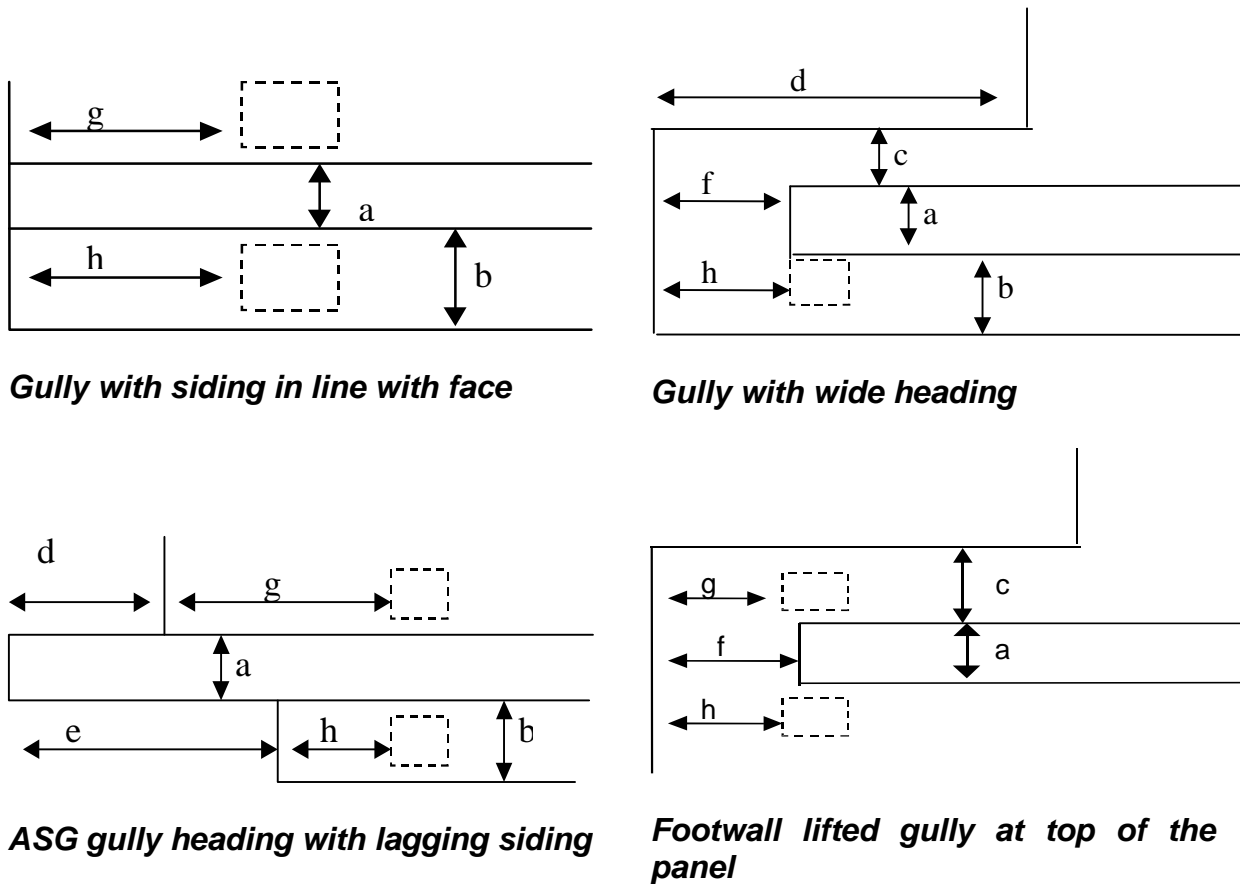 g
a
h
b
Gully with siding in line with face
d
c
f
a
h
b
Gully with wide heading
d
g
a
e
h
b
ASG gully heading with lagging siding
g
c
f
a
h
Footwall lifted gully at top of the
panel